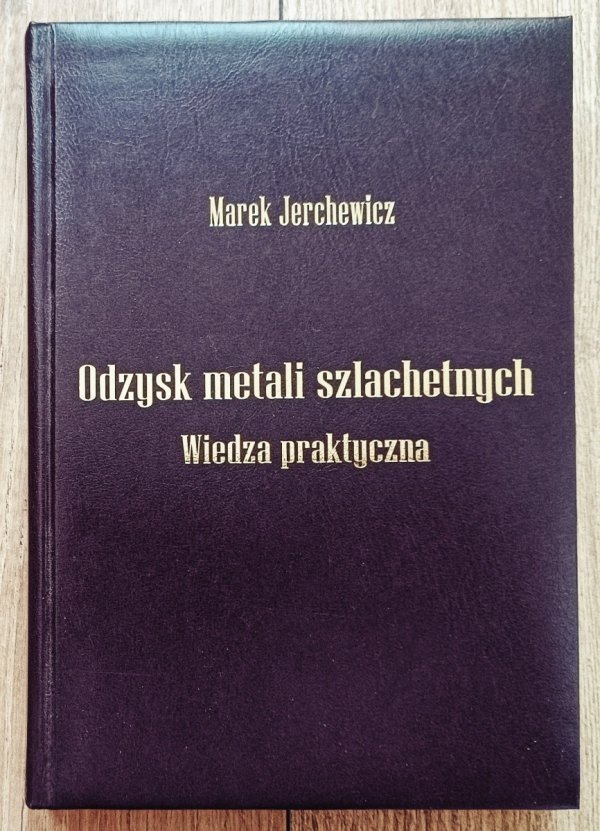 Marek Jerchewicz
Odzysk metali szlachetnych
Wiedza praktyczna